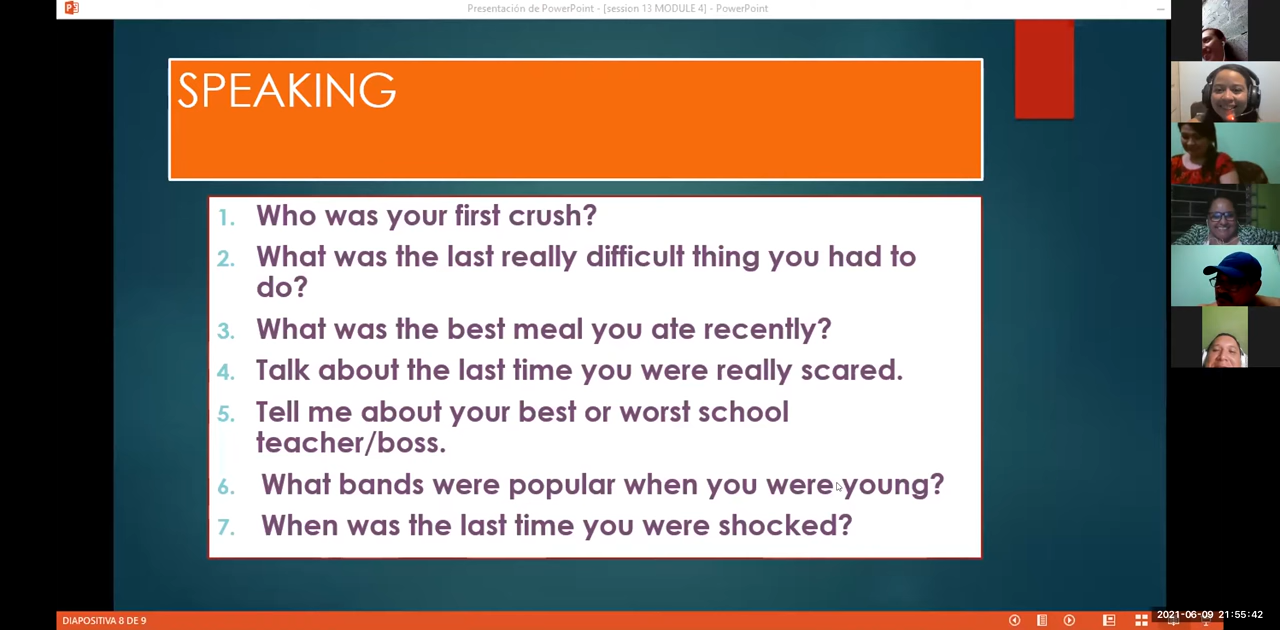 Presentación de PowerPoint - [session 13 MODULE 4] - PowerPoint
SPEAKING
1. Who was your first crush?
2. What was the last really difficult thing you had to
do?
3. What was the best meal you ate recently?
4. Talk about the last time you were really scared.
5. Tell me about your best or worst school
teacher/boss.
6. What bands were popular when you were young?
7. When was the last time you were shocked?
DIAPOSITIVA 8 DE 9
2021-06-09 21:55:42